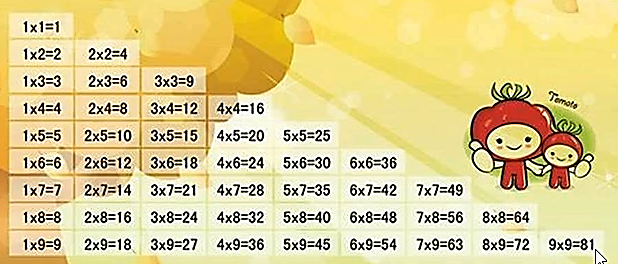 1x1=1
1x2=2 2x2=4
1x3=3 2x3=6 3x3=9
1x4=4 2x4=8 3x4=12 4x4=16
1x5=5 2x5=10 3x5=15 4x5=20 5x5=25
1x6=6 2x6=12 3x6=18 4x6=24 5x6=30 6x6=36
1x7=7 2x7=14 3x7=21 4x7=28 5x7=35 6x7=42 7x7=49
1x8=8 2x8=16 3x8=24 4x8=32 5x8=40 6x8=48 7x8=56 8x8=64
1x9=9 2x9=18 3x9=27 4x9=36 5x9=45 6x9=54 7x9=63 8x9=72 9x9=81
Tomato